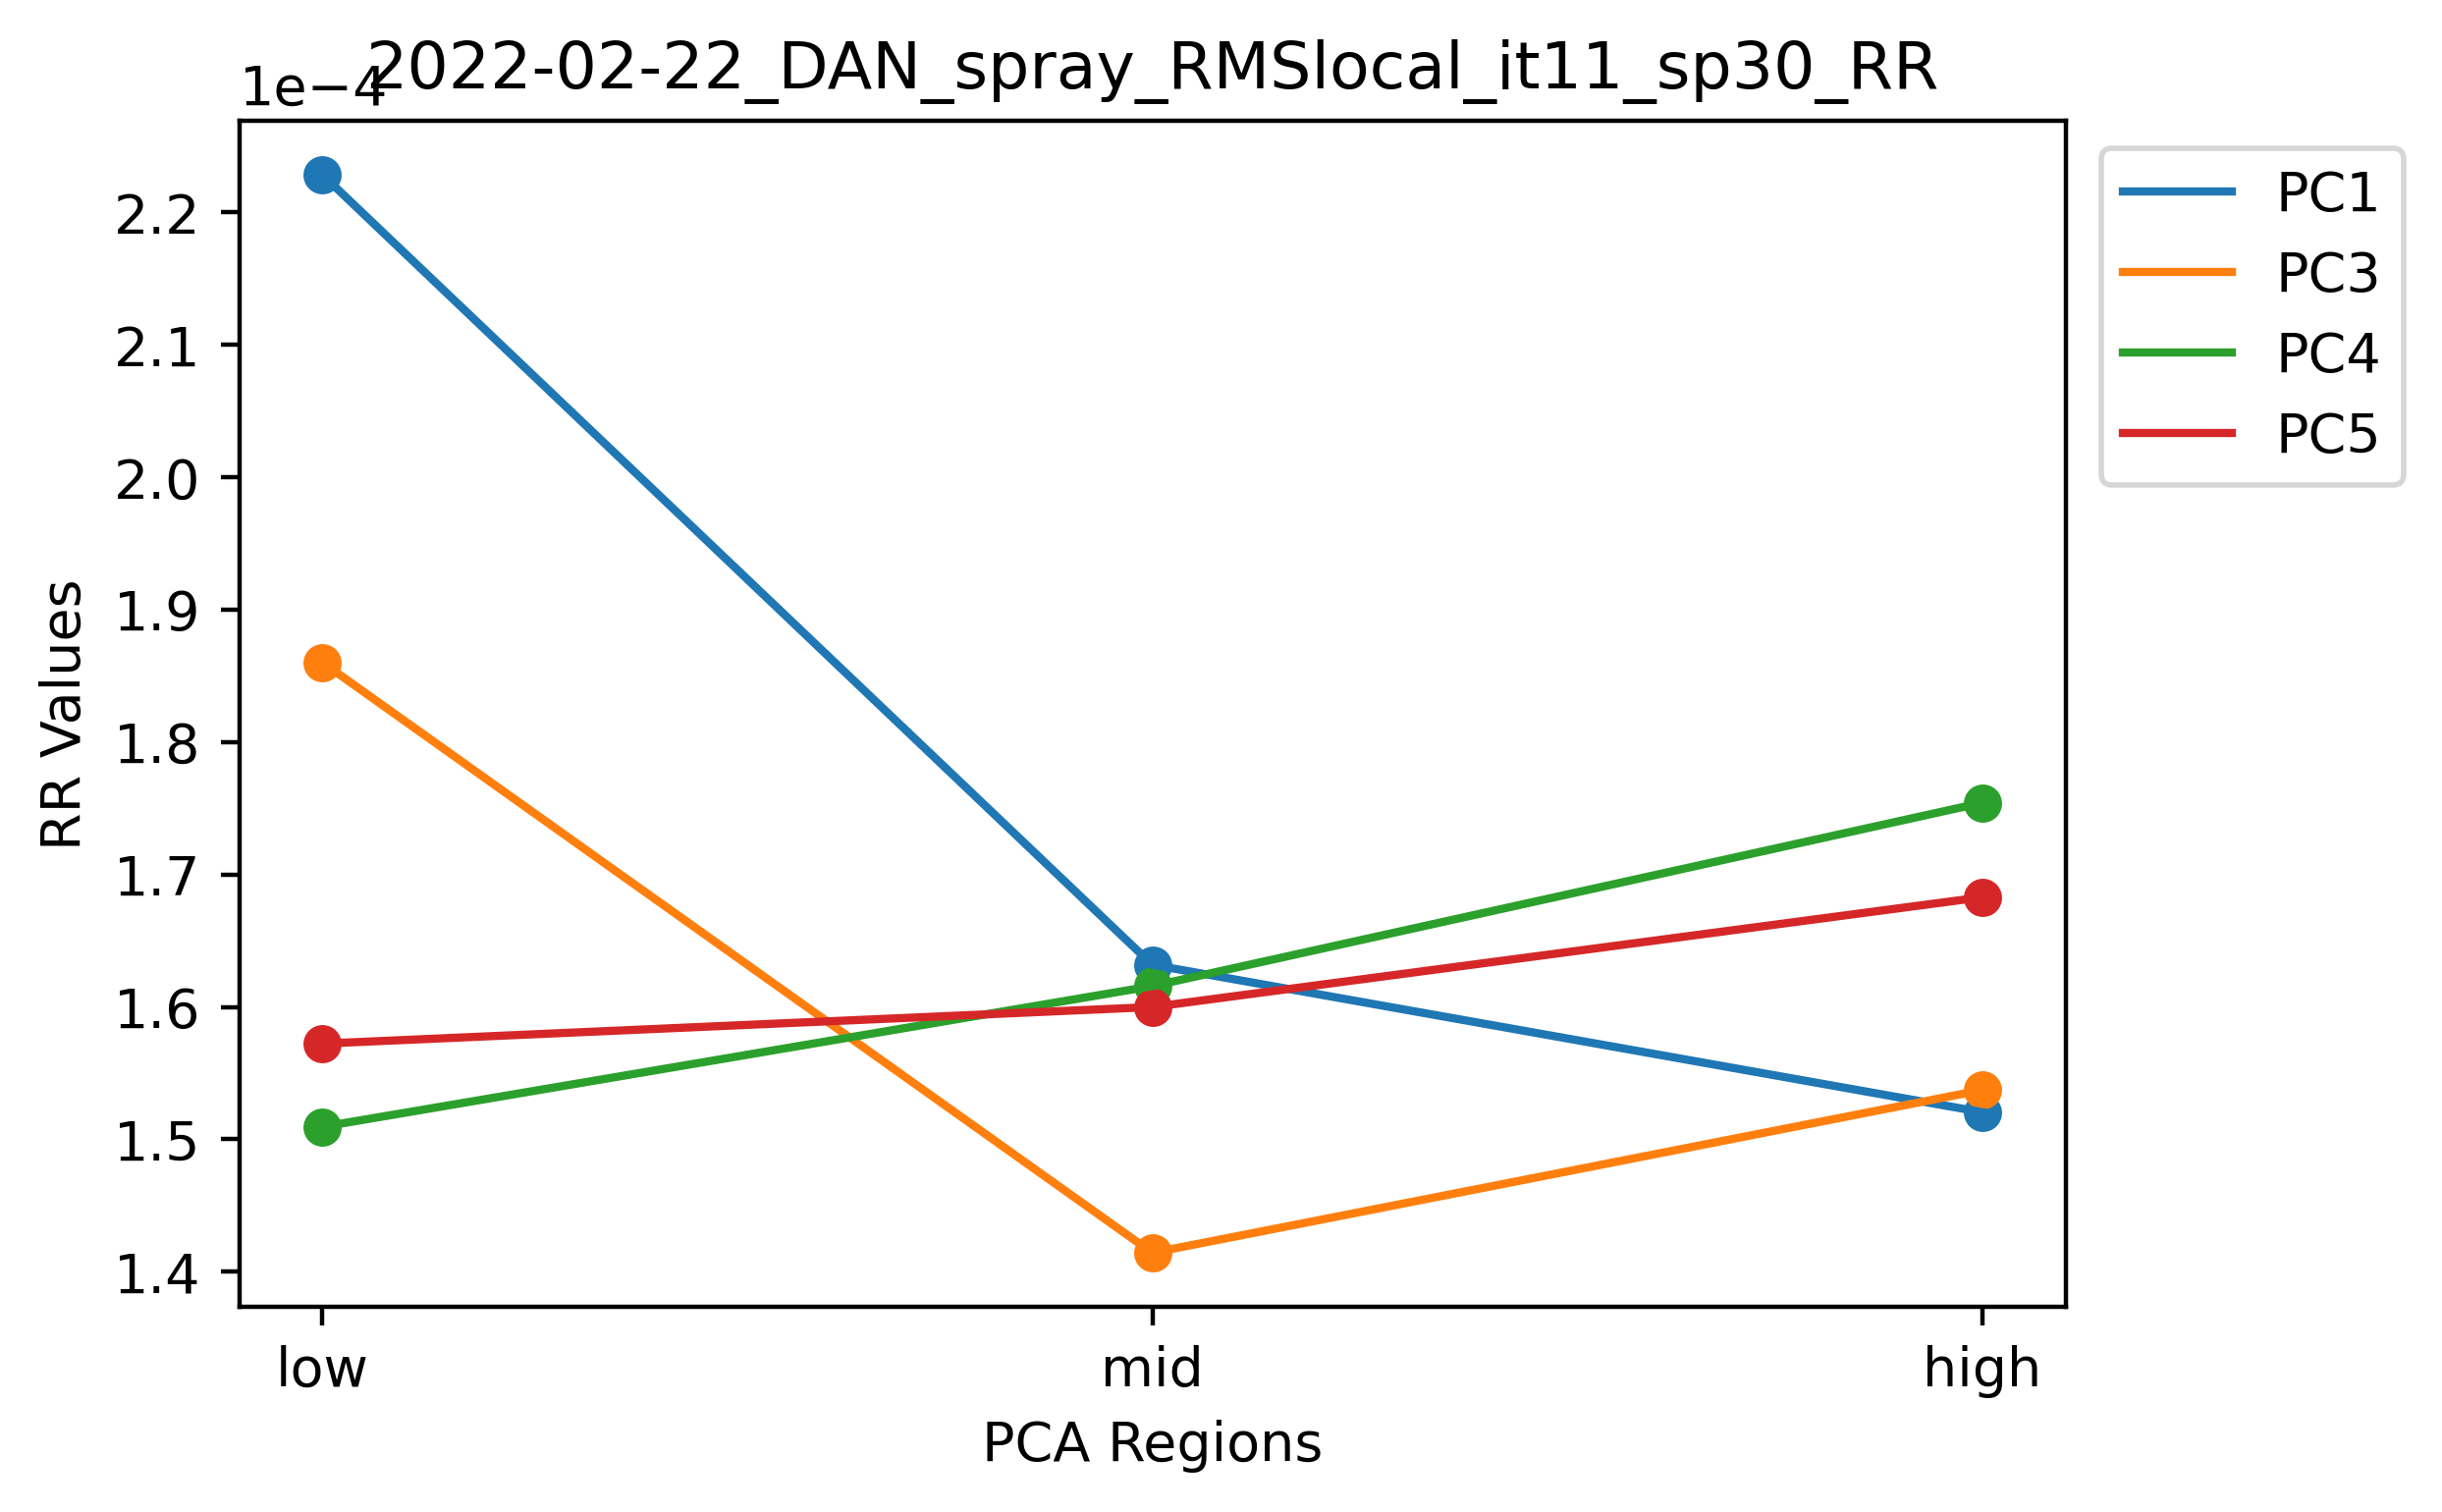 1e−4
2022-02-22_DAN_spray_RMSlocal_it11_sp30_RR
2.2
2.1
2.0
1.9
1.8
1.7
1.6
1.5
1.4
RR Values
low
mid
high
PCA Regions
PC1
PC3
PC4
PC5